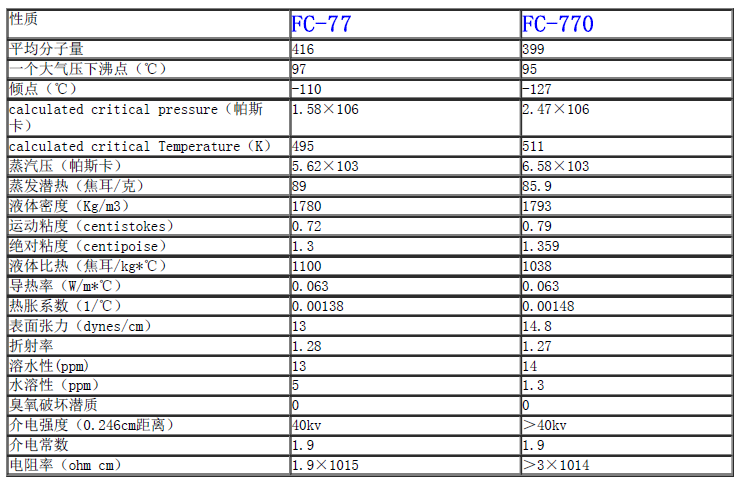 性质 FC-77 FC-770
平均分子量 416 399
一个大气压下沸点（℃） 97 95
倾点（℃） -110 -127
calculated critical pressure（帕斯 1.58×106 2.47×106
卡）
calculated critical Temperature（K） 495 511
蒸汽压（帕斯卡） 5.62×103 6.58×103
蒸发潜热（焦耳/克） 89 85.9
液体密度（Kg/m3） 1780 1793
运动粘度（centistokes） 0.72 0.79
绝对粘度（centipoise） 1.3 1.359
液体比热（焦耳/kg*℃） 1100 1038
导热率（W/m*℃） 0.063 0.063
热胀系数（1/℃） 0.00138 0.00148
表面张力（dynes/cm） 13 14.8
折射率 1.28 1.27
溶水性(ppm) 13 14
水溶性（ppm） 5 1.3
臭氧破坏潜质 0 0
介电强度（0.246cm距离） 40kv ＞40kv
介电常数 1.9 1.9
电阻率（ohm cm） 1.9×1015 ＞3×1014